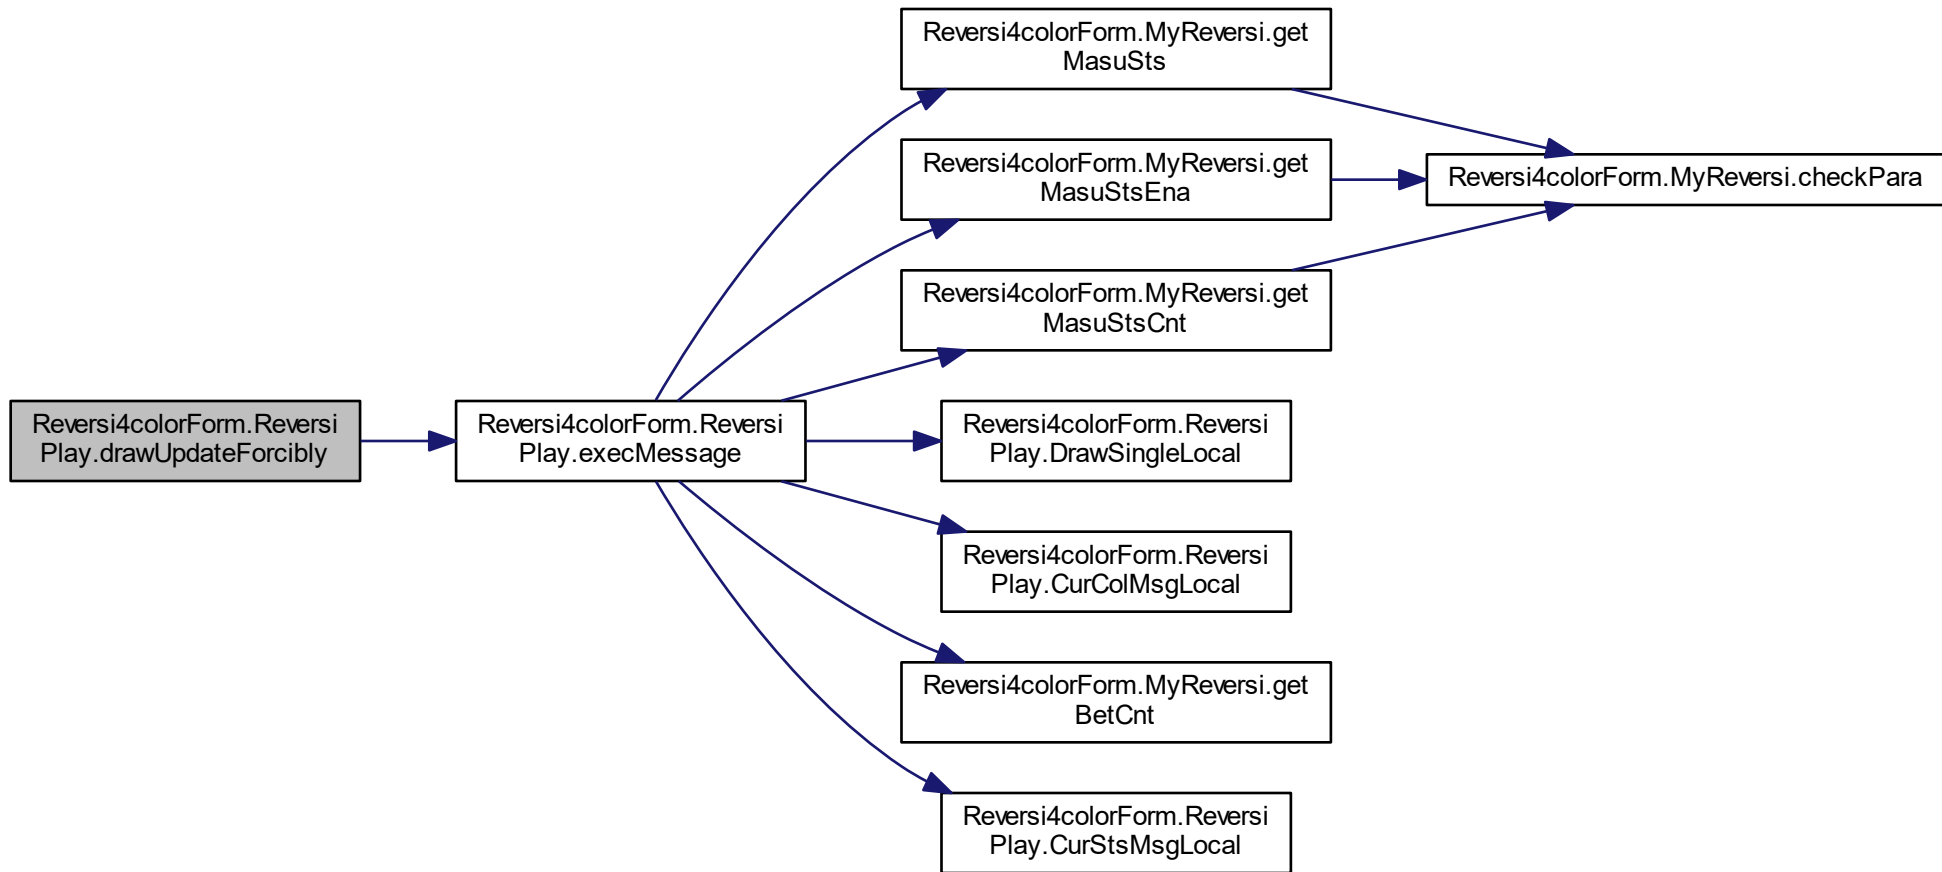 Reversi4colorForm.Reversi
Play.drawUpdateForcibly
Reversi4colorForm.Reversi
Play.execMessage
Reversi4colorForm.MyReversi.get
MasuSts
Reversi4colorForm.MyReversi.get
MasuStsEna
Reversi4colorForm.MyReversi.get
MasuStsCnt
Reversi4colorForm.Reversi
Play.DrawSingleLocal
Reversi4colorForm.Reversi
Play.CurColMsgLocal
Reversi4colorForm.MyReversi.get
BetCnt
Reversi4colorForm.Reversi
Play.CurStsMsgLocal
Reversi4colorForm.MyReversi.checkPara